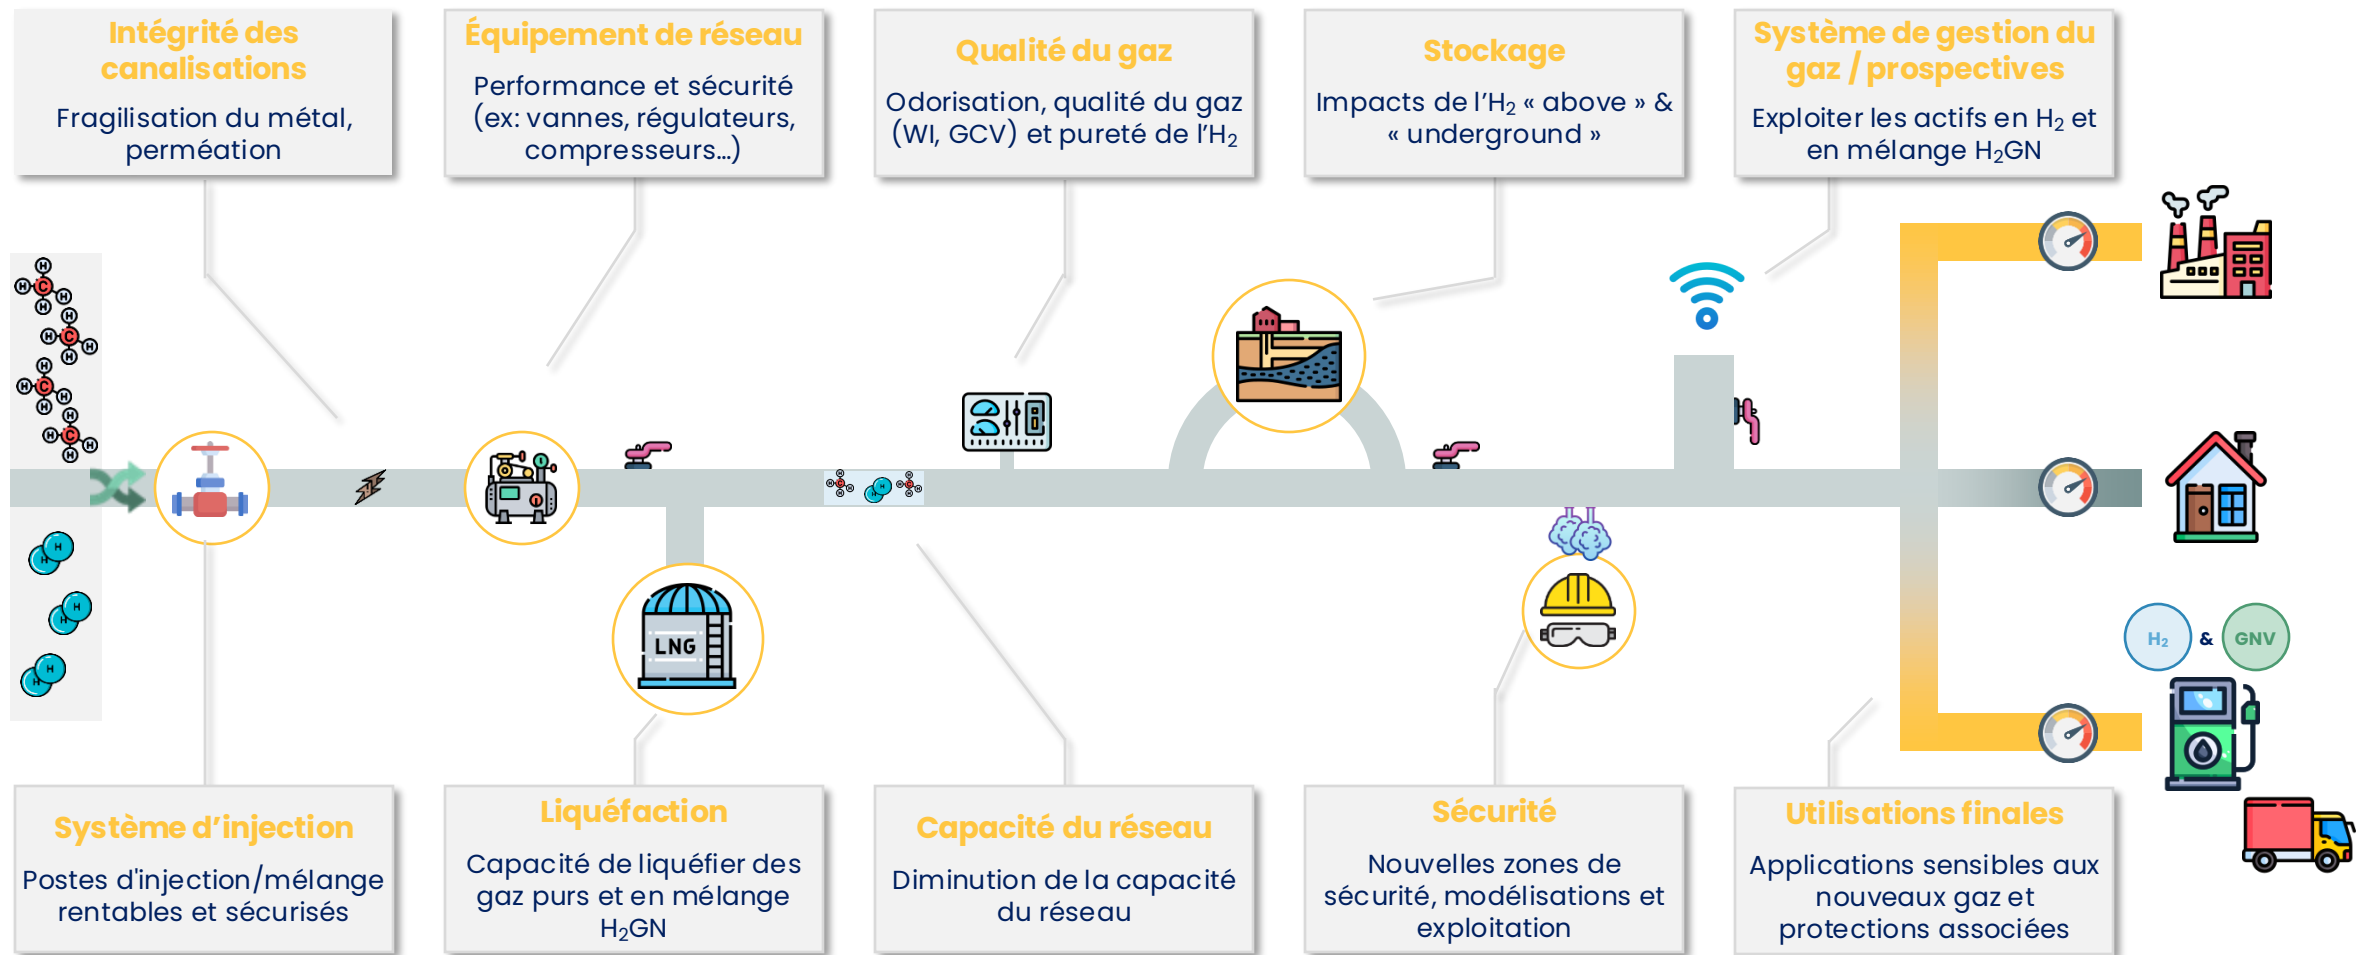 Intégrité des
canalisations
Fragilisation du métal,
perméation
Équipement de réseau
Performance et sécurité
(ex: vannes, régulateurs,
compresseurs...)
Qualité du gaz
Odorisation, qualité du gaz
(WI, GCV) et pureté de l'H₂
Stockage
Impacts de l'H₂ « above » &
« underground »
Système de gestion du
gaz / prospectives
Exploiter les actifs en H₂ et
en mélange H₂GN
LNG
H₂ & GNV
Système d'injection
Postes d'injection/mélange
rentables et sécurisés
Liquéfaction
Capacité de liquéfier des
gaz purs et en mélange
H₂GN
Capacité du réseau
Diminution de la capacité
du réseau
Sécurité
Nouvelles zones de
sécurité, modélisations et
exploitation
Utilisations finales
Applications sensibles aux
nouveaux gaz et
protections associées